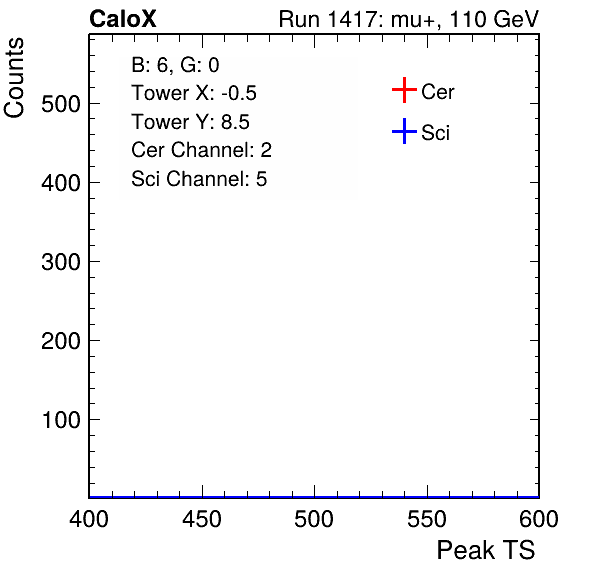 CaloX Run 1417: mu+, 110 GeV
Counts
B: 6, G: 0
Tower X: -0.5
Tower Y: 8.5
Cer Channel: 2
Sci Channel: 5
Cer
Sci
500
400
300
200
100
400 450 500 550 600
Peak TS